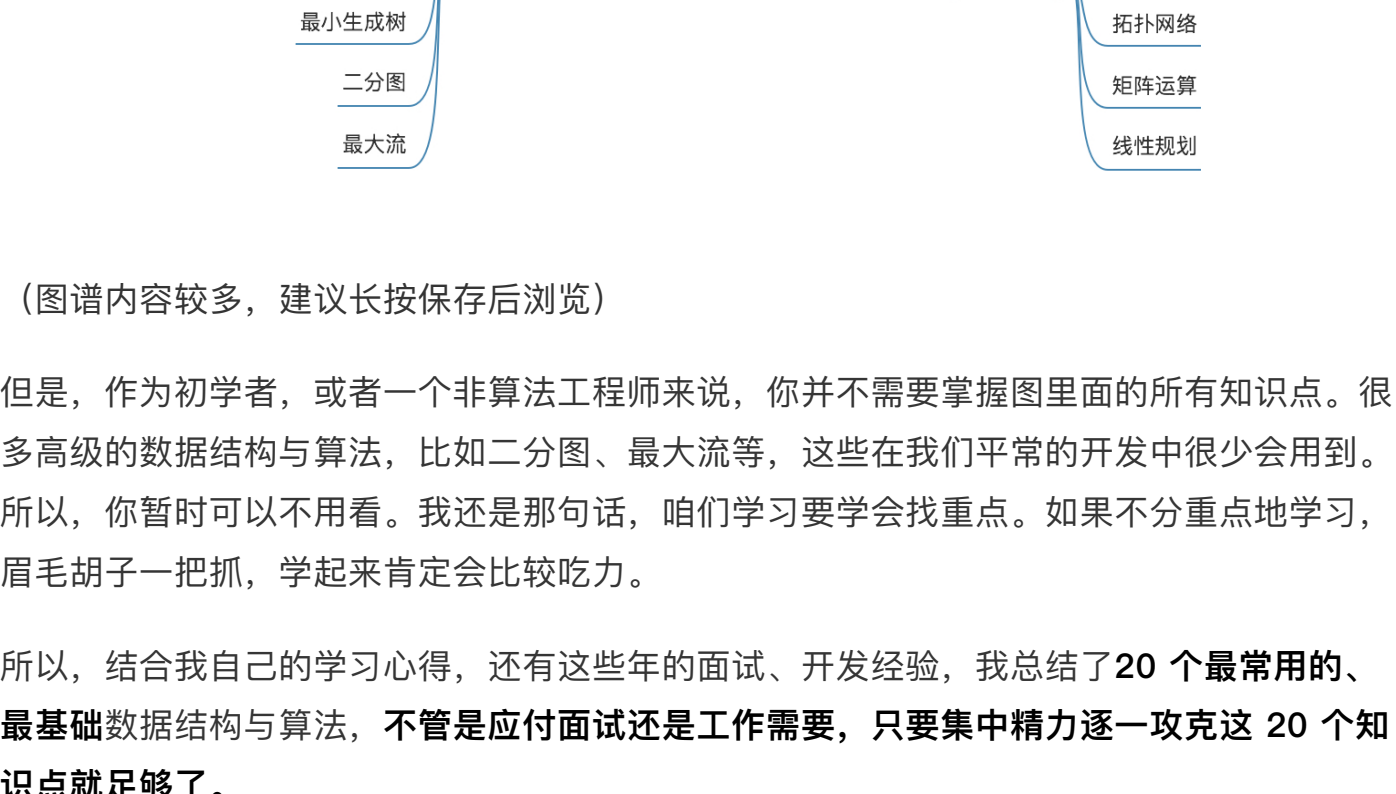 最小生成树
二分图
最大流
拓扑网络
矩阵运算
线性规划
（图谱内容较多，建议长按保存后浏览）
但是，作为初学者，或者一个非算法工程师来说，你并不需要掌握图里面的所有知识点。很
多高级的数据结构与算法，比如二分图、最大流等，这些在我们平常的开发中很少会用到。
所以，你暂时可以不用看。我还是那句话，咱们学习要学会找重点。如果不分重点地学习，
眉毛胡子一把抓，学起来肯定会比较吃力。
所以，结合我自己的学习心得，还有这些年的面试、开发经验，我总结了20 个最常用的、
最基础数据结构与算法，不管是应付面试还是工作需要，只要集中精力逐一攻克这 20 个知
识点就足够了。